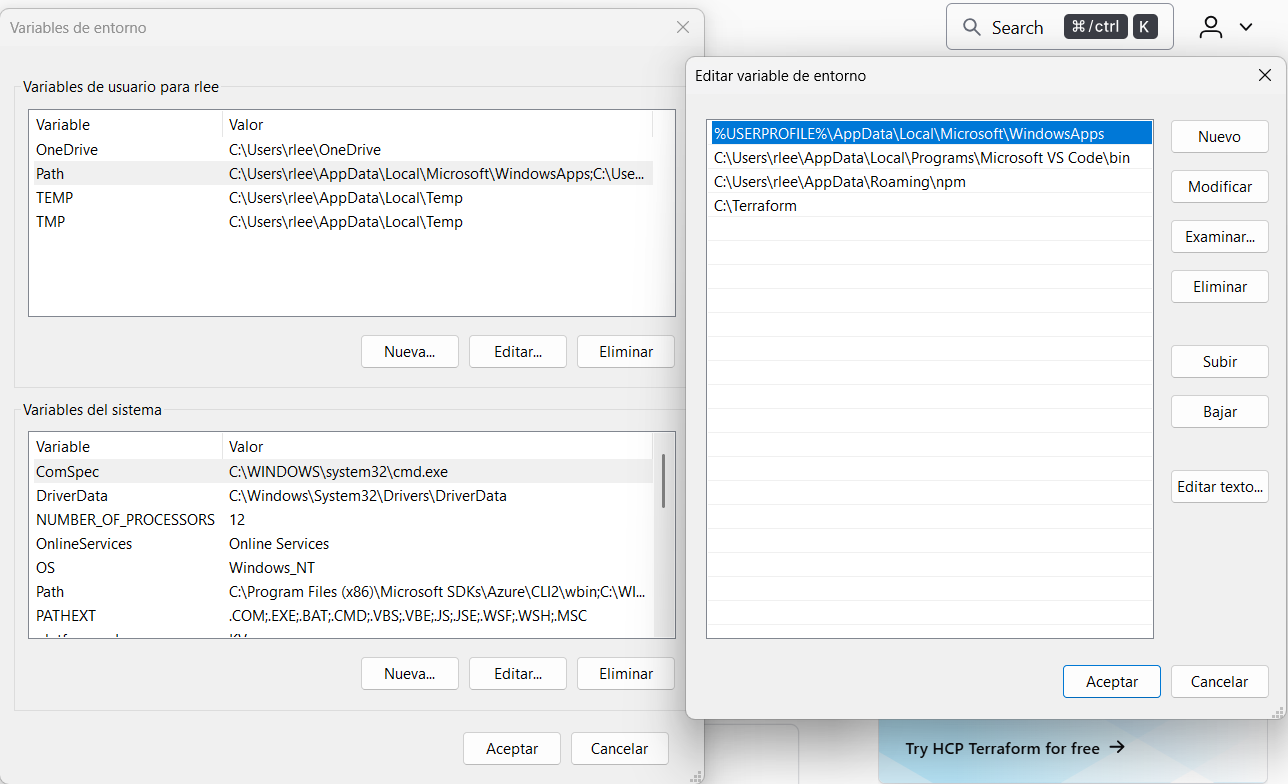 Variables de entorno
Variables de usuario para rlee
Variable Valor
OneDrive C:\Users\rlee\OneDrive
Path C:\Users\rlee\AppData\Local\Microsoft\WindowsApps;C:\Use...
TEMP C:\Users\rlee\AppData\Local\Temp
TMP C:\Users\rlee\AppData\Local\Temp
Nueva... Editar... Eliminar
Variables del sistema
Variable Valor
ComSpec C:\WINDOWS\system32\cmd.exe
DriverData C:\Windows\System32\Drivers\DriverData
NUMBER_OF_PROCESSORS 12
OnlineServices Online Services
OS Windows_NT
Path C:\Program Files (x86)\Microsoft SDKs\Azure\CLI2\wbin;C:\WI...
PATHEXT .COM;.EXE;.BAT;.CMD;.VBS;.VBE;.JS;.JSE;.WSF;.WSH;.MSC
Nueva... Editar... Eliminar
Aceptar Cancelar
Search ⌘/ctrl K
Editar variable de entorno
%USERPROFILE%\AppData\Local\Microsoft\WindowsApps
C:\Users\rlee\AppData\Local\Programs\Microsoft VS Code\bin
C:\Users\rlee\AppData\Roaming\npm
C:\Terraform
Nuevo
Modificar
Examinar...
Eliminar
Subir
Bajar
Editar texto...
Aceptar Cancelar
Try HCP Terraform for free →